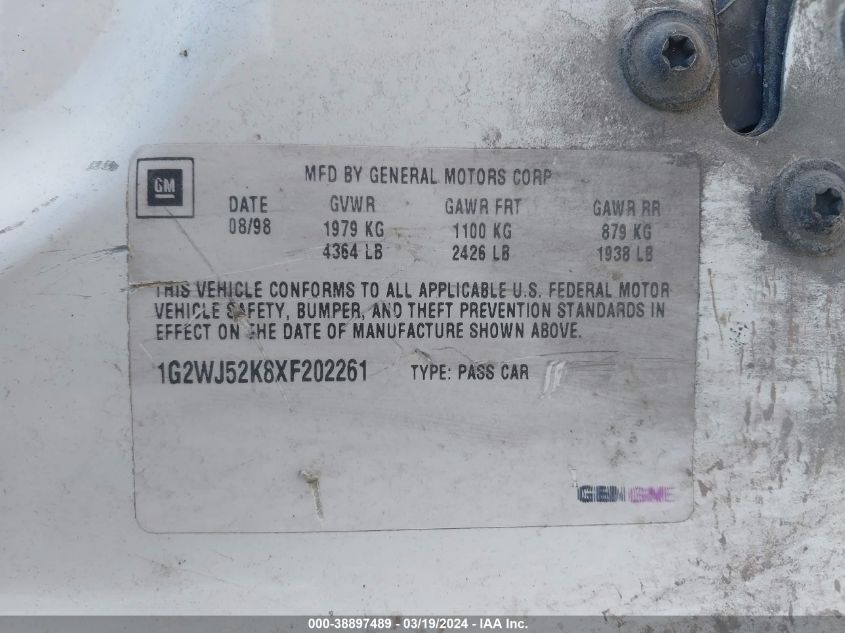 GM
MFD BY GENERAL MOTORS CORP
DATE GVWR GAWR FRT GAWR RR
08/98 1979 KG 1100 KG 879 KG
4364 LB 2426 LB 1938 LB
THIS VEHICLE CONFORMS TO ALL APPLICABLE U.S. FEDERAL MOTOR
VEHICLE SAFETY, BUMPER, AND THEFT PREVENTION STANDARDS IN
EFFECT ON THE DATE OF MANUFACTURE SHOWN ABOVE.
1G2WJ52K8XF202261 TYPE: PASS CAR
000-38897489 - 03/19/2024 - IAA Inc.